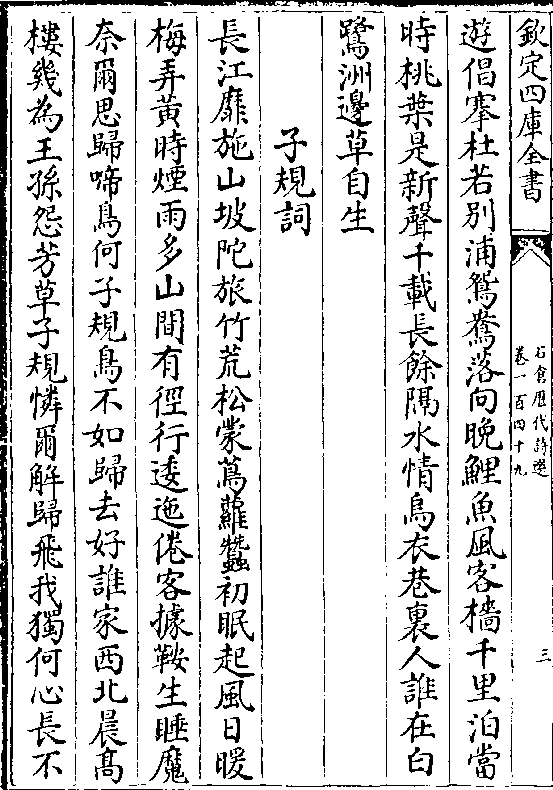 欽定四庫全書
石倉歷代詩選
卷一百四十九
三
遊倡搴杜若別浦鴛鴦落向晚鯉魚風客檣千里泊當
時桃葉是新聲千載長餘隔水情烏衣巷裏人誰在白
鷺洲邊草自生
子規詞
長江靡施山坡陀旅竹荒松蒙蔦蘿蠶初眠起風日暖
梅弄黃時煙雨多山間有徑行逶迤倦客據鞍生睡魔
奈爾思歸啼鳥何子規鳥不如歸去好誰家西北晨髙
樓幾為王孫怨芳草子規憐爾解歸飛我獨何心長不